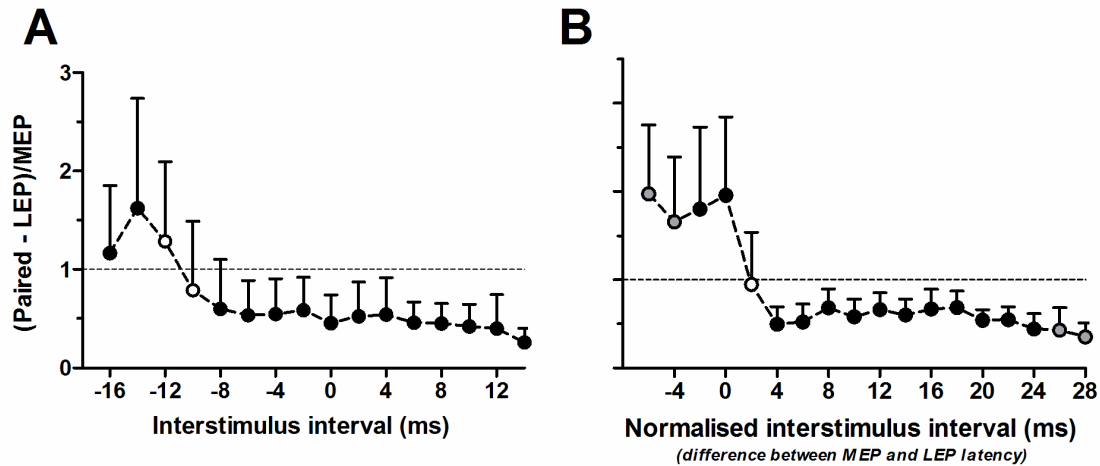 A
B
(Paired - LEP)/MEP
3
2
1
0
-16 -12 -8 -4 0 4 8 12
Interstimulus interval (ms)
-4 0 4 8 12 16 20 24 28
Normalised interstimulus interval (ms)
(difference between MEP and LEP latency)